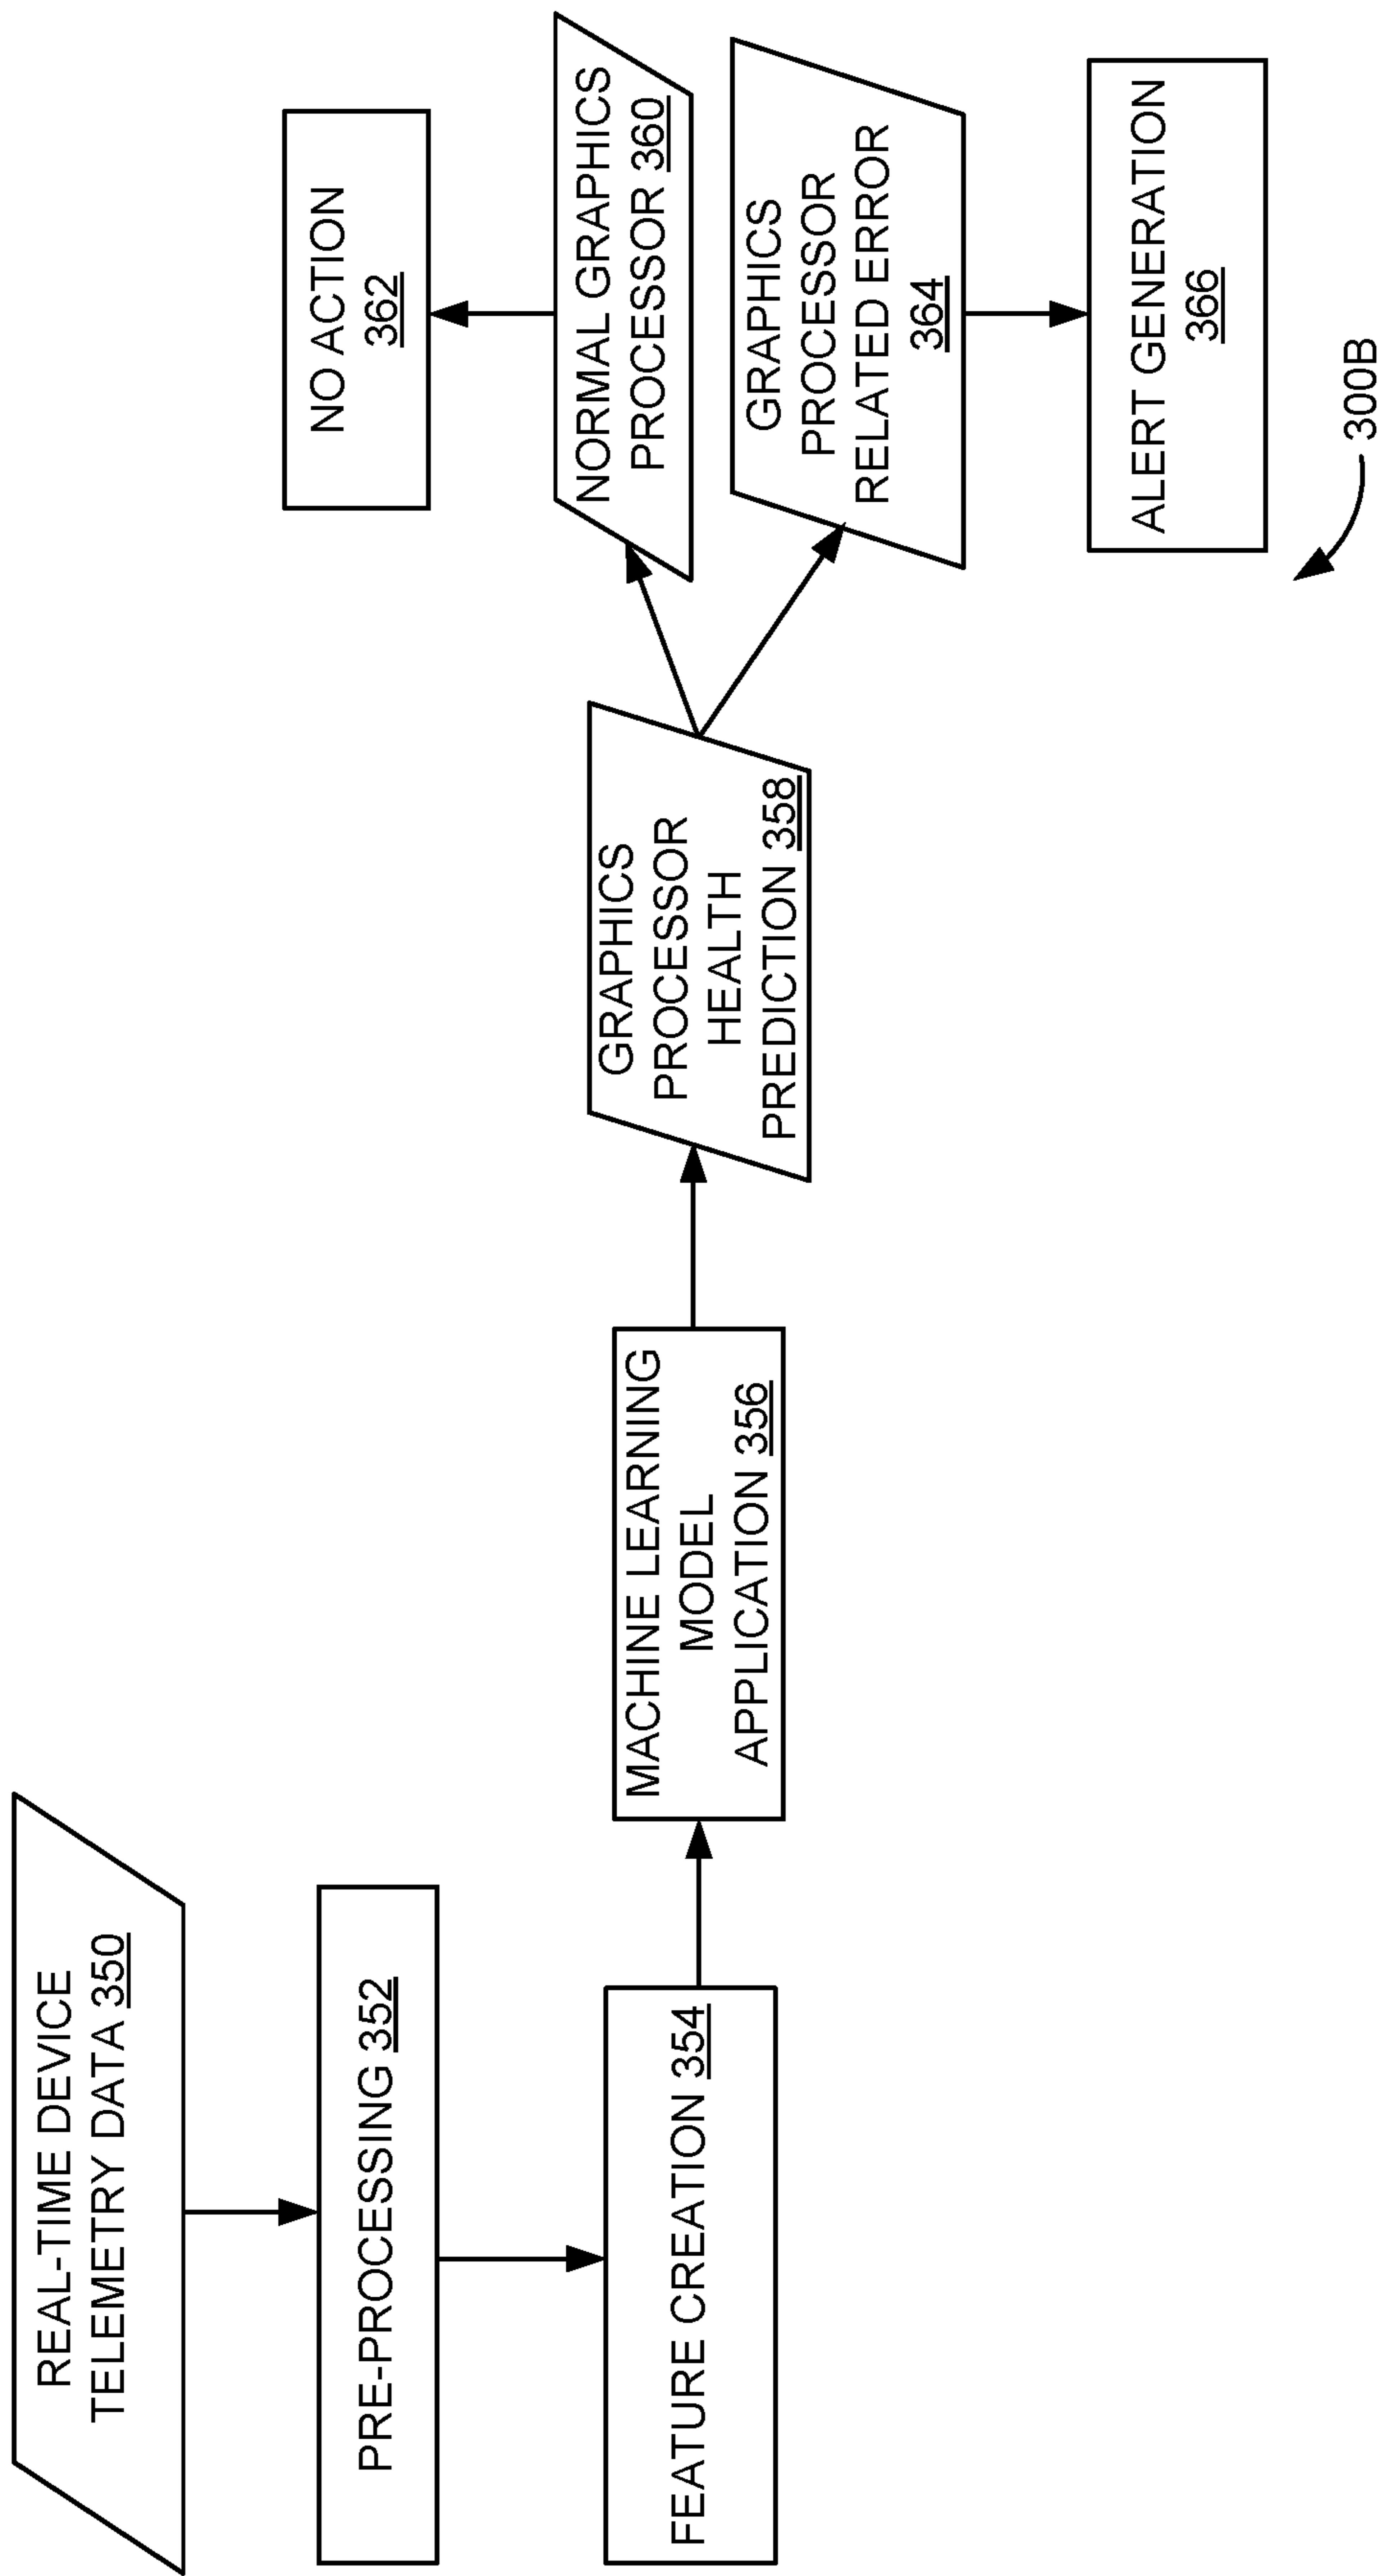 REAL-TIME DEVICE
TELEMETRY DATA 350
PRE-PROCESSING 352
FEATURE CREATION 354
MACHINE LEARNING
MODEL
APPLICATION 356
GRAPHICS
PROCESSOR
HEALTH
PREDICTION 358
NO ACTION
362
NORMAL GRAPHICS
PROCESSOR 360
GRAPHICS
PROCESSOR
RELATED ERROR
364
ALERT GENERATION
366
300B